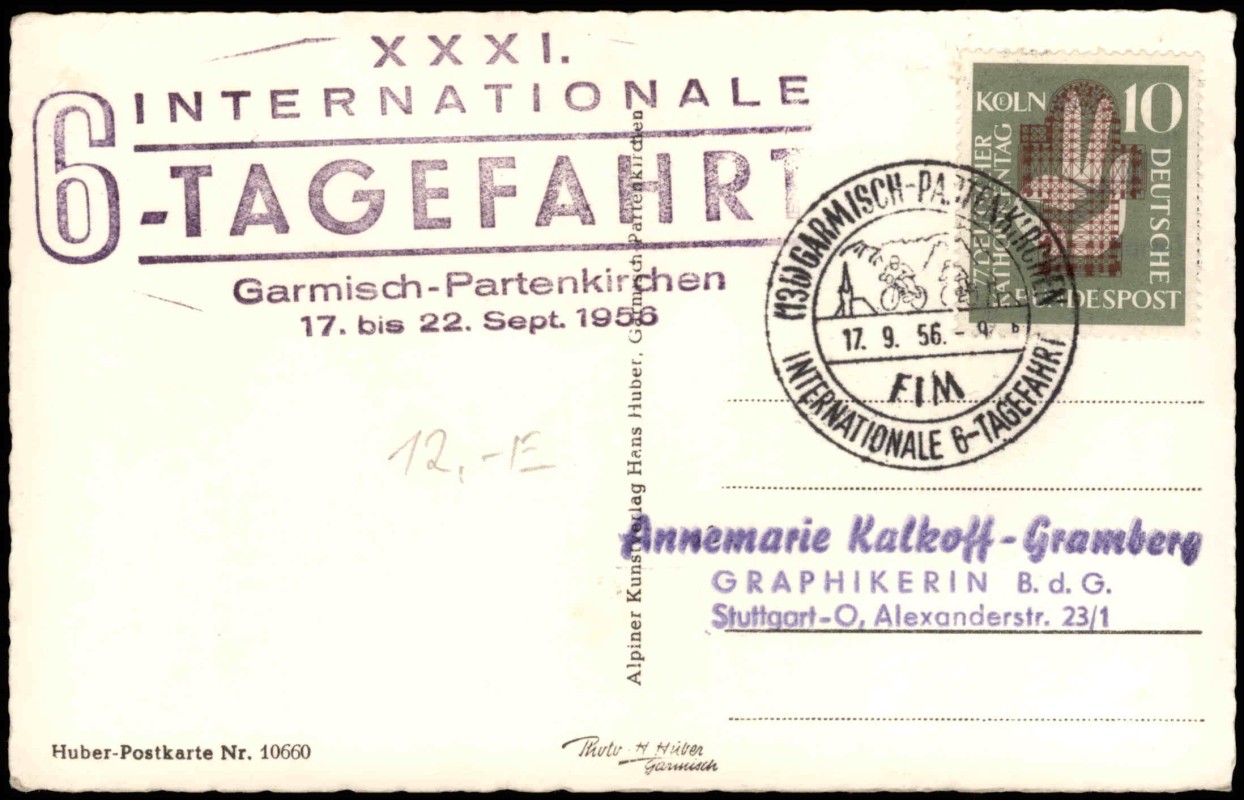 XXXI.
INTERNATIONALE
6-TAGEFAHRT
Garmisch-Partenkirchen
17. bis 22. Sept. 1956
KÖLN 10
DEUTSCHE
BUNDESPOST
77. DEUTSCHER
KATHOLIKENTAG
(13b) GARMISCH-PARTENKIRCHEN
17. 9. 56.-
FIM
INTERNATIONALE 6-TAGEFAHRT
12,-E
Alpiner Kunstverlag Hans Huber, Garmisch-Partenkirchen
Annemarie Kalkoff-Gramberg
GRAPHIKERIN B. d. G.
Stuttgart-O, Alexanderstr. 23/1
Huber-Postkarte Nr. 10660
Photo H Huber
Garmisch